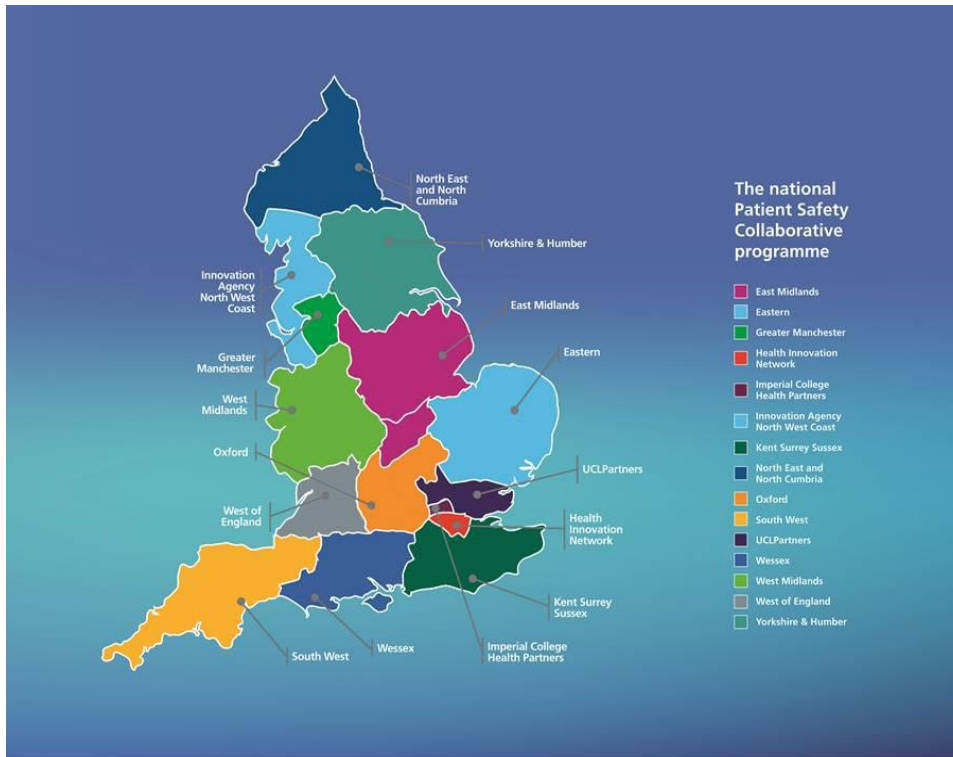 North East
and North
Cumbria
Yorkshire & Humber
Innovation
Agency
North West
Coast
East Midlands
Greater
Manchester
Eastern
West
Midlands
Oxford
UCLPartners
West of
England
Health
Innovation
Network
Kent Surrey
Sussex
South West
Wessex
Imperial College
Health Partners
The national
Patient Safety
Collaborative
programme
East Midlands
Eastern
Greater Manchester
Health Innovation
Network
Imperial College
Health Partners
Innovation Agency
North West Coast
Kent Surrey Sussex
North East and
North Cumbria
Oxford
South West
UCLPartners
Wessex
West Midlands
West of England
Yorkshire & Humber